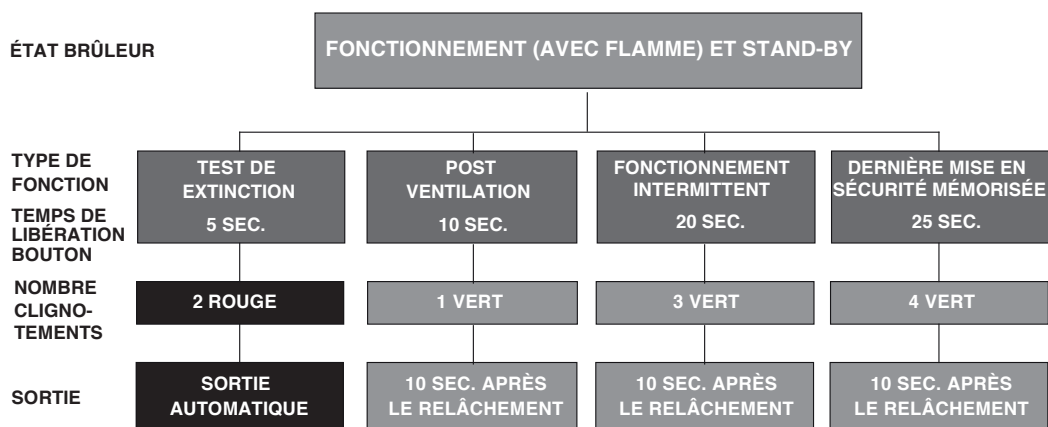 ÉTAT BRÛLEUR
FONCTIONNEMENT (AVEC FLAMME) ET STAND-BY
TYPE DE
FONCTION
TEST DE
EXTINCTION
POST
VENTILATION
FONCTIONNEMENT
INTERMITTENT
DERNIÈRE MISE EN
SÉCURITÉ MÉMORISÉE
TEMPS DE
LIBÉRATION
BOUTON
5 SEC.
10 SEC.
20 SEC.
25 SEC.
NOMBRE
CLIGNO-
TEMENTS
2 ROUGE
1 VERT
3 VERT
4 VERT
SORTIE
SORTIE
AUTOMATIQUE
10 SEC. APRÈS
LE RELÂCHEMENT
10 SEC. APRÈS
LE RELÂCHEMENT
10 SEC. APRÈS
LE RELÂCHEMENT